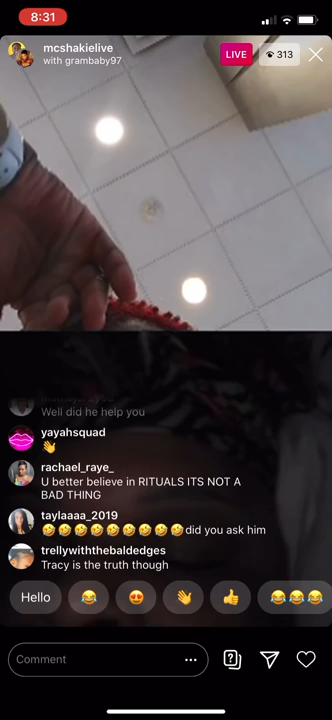 8:31
mcshakielive
with grambaby97
LIVE
313
Well did he help you
yayahsquad
👋
rachael_raye_
U better believe in RITUALS ITS NOT A
BAD THING
taylaaaa_2019
🤣🤣🤣🤣🤣🤣🤣🤣🤣did you ask him
trellywiththebaldedges
Tracy is the truth though
Hello 😂 😍 👋 👍 😂😂😂
Comment